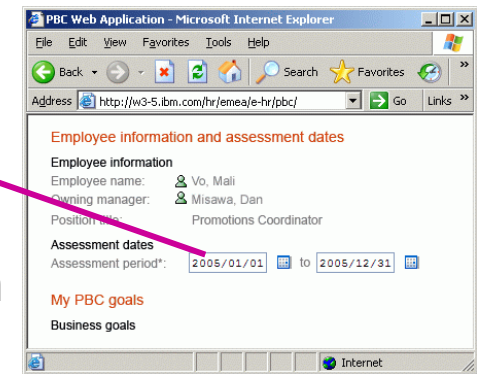 PBC Web Application - Microsoft Internet Explorer
File Edit View Favorites Tools Help
Back Search Favorites »
Address http://w3-5.ibm.com/hr/emea/e-hr/pbc/ Go Links »
Employee information and assessment dates
Employee information
Employee name: Vo, Mali
Owning manager: Misawa, Dan
Position title: Promotions Coordinator
Assessment dates
Assessment period*: 2005/01/01 to 2005/12/31
My PBC goals
Business goals
Internet